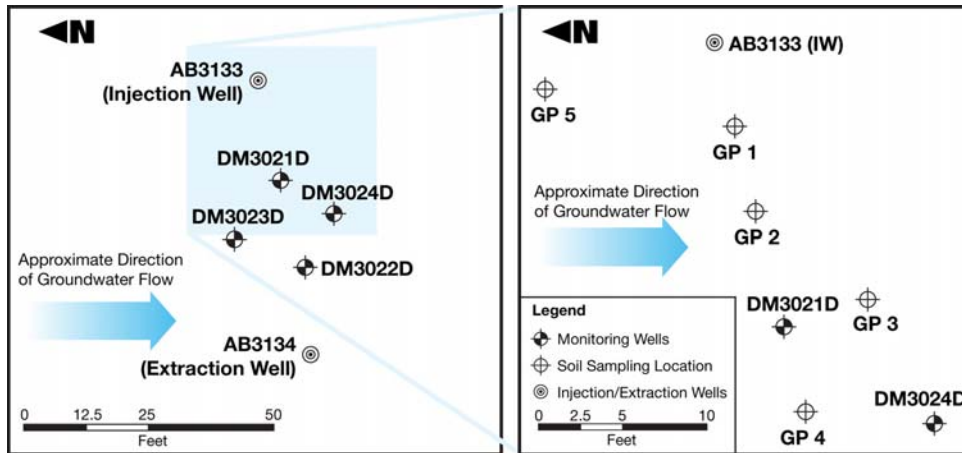 N
AB3133
(Injection Well)
DM3021D
DM3024D
DM3023D
DM3022D
Approximate Direction
of Groundwater Flow
AB3134
(Extraction Well)
0 12.5 25 50
Feet
N
AB3133 (IW)
GP 5
GP 1
Approximate Direction
of Groundwater Flow
GP 2
Legend
Monitoring Wells
Soil Sampling Location
Injection/Extraction Wells
0 2.5 5 10
Feet
DM3021D
GP 3
DM3024D
GP 4